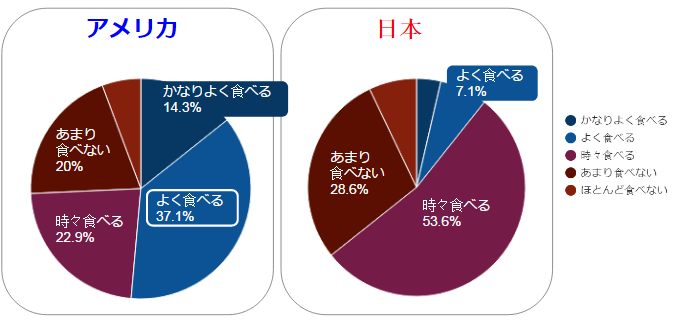 アメリカ
かなりよく食べる
14.3%
よく食べる
37.1%
時々食べる
22.9%
あまり
食べない
20%
日本
よく食べる
7.1%
時々食べる
53.6%
あまり
食べない
28.6%
かなりよく食べる
よく食べる
時々食べる
あまり食べない
ほとんど食べない